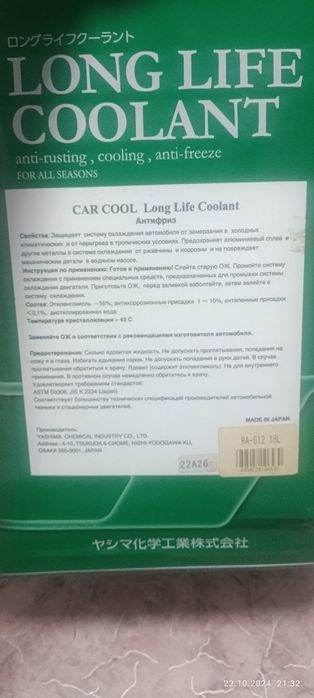 ロングライフクーラント
LONG LIFE
COOLANT
anti-rusting , cooling , anti-freeze
FOR ALL SEASONS
CAR COOL Long Life Coolant
Антифриз
Свойства: Защищает систему охлаждения автомобиля от замерзания в холодных
климатических и от перегрева в тропических условиях. Предохраняет алюминиевый сплав и
другие металлы в системе охлаждения от ржавчины и коррозии и не повреждает
механические детали в водяном насосе.
Инструкция по применению: Готов к применению! Слейте старую ОЖ. Промойте систему
охлаждения с применением специальных средств, предназначенных для промывки системы
охлаждения двигателя. Приготовьте ОЖ, перед заливкой взболтайте, затем залейте в
систему охлаждения.
Состав: Этиленгликоль – 55%, антикоррозионные присадки 1 — 10%, антипенные присадки
<0,1%, дистиллированная вода
Температура кристаллизации – 42 С
Заменяйте ОЖ в соответствии с рекомендациями изготовителя автомобиля.
Предостережение: Сильно ядовитая жидкость. Не допускать проглатывания, попадания на
кожу и в глаза. Избегать вдыхания паров. Не допускать попадания в руки детей. В случае
проглатывания обратиться к врачу. Ядовит (содержит этиленгликоль). Не для внутреннего
применения. В противном случае немедленно обратитесь к врачу.
Удовлетворяет требованиям стандартов:
ASTM D3306, JIS K 2234 (Japan)
Соответствует большинству технических спецификаций производителей автомобильной
техники и стационарных двигателей.
MADE IN JAPAN
Производитель:
YASHIMA CHEMICAL INDUSTRY CO., LTD.
Address : 4-10, TSUKUDA 6-CHOME, NISHI-YODOGAWA-KU,
OSAKA 555-0001, JAPAN
22A26
RA-612 18L
ヤシマ化学工業株式会社
22.10.2024 21:32